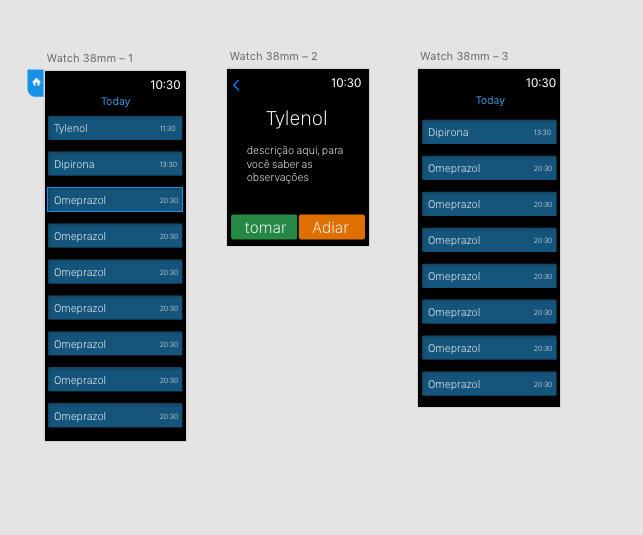 Watch 38mm – 1
10:30
Today
Tylenol 11:30
Dipirona 13:30
Omeprazol 20:30
Omeprazol 20:30
Omeprazol 20:30
Omeprazol 20:30
Omeprazol 20:30
Omeprazol 20:30
Omeprazol 20:30
Watch 38mm – 2
10:30
Tylenol
descrição aqui, para
você saber as
observações
tomar Adiar
Watch 38mm – 3
10:30
Today
Dipirona 13:30
Omeprazol 20:30
Omeprazol 20:30
Omeprazol 20:30
Omeprazol 20:30
Omeprazol 20:30
Omeprazol 20:30
Omeprazol 20:30